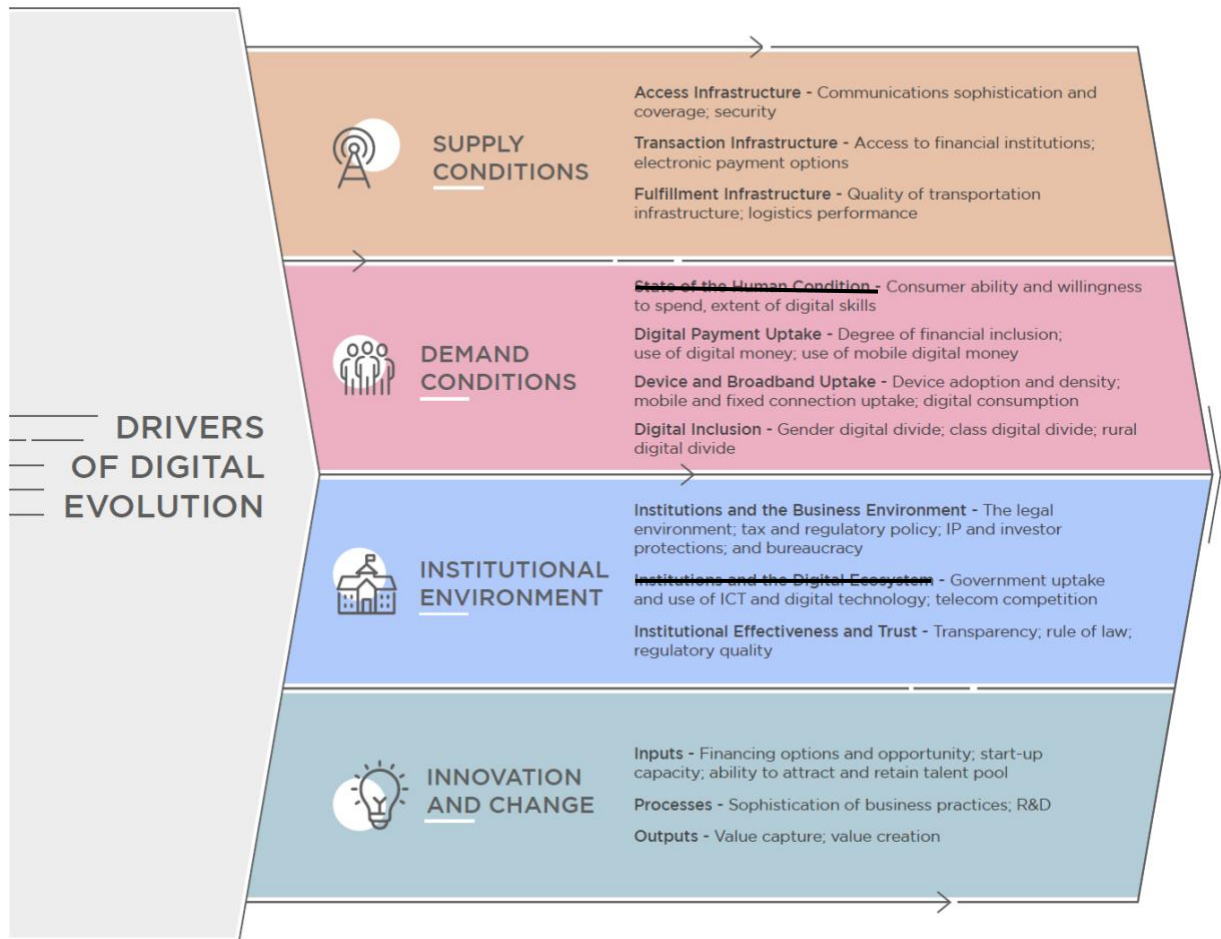 DRIVERS
OF DIGITAL
EVOLUTION
SUPPLY
CONDITIONS
Access Infrastructure - Communications sophistication and
coverage; security
Transaction Infrastructure - Access to financial institutions;
electronic payment options
Fulfillment Infrastructure - Quality of transportation
infrastructure; logistics performance
DEMAND
CONDITIONS
State of the Human Condition - Consumer ability and willingness
to spend, extent of digital skills
Digital Payment Uptake - Degree of financial inclusion;
use of digital money; use of mobile digital money
Device and Broadband Uptake - Device adoption and density;
mobile and fixed connection uptake; digital consumption
Digital Inclusion - Gender digital divide; class digital divide; rural
digital divide
INSTITUTIONAL
ENVIRONMENT
Institutions and the Business Environment - The legal
environment; tax and regulatory policy; IP and investor
protections; and bureaucracy
Institutions and the Digital Ecosystem - Government uptake
and use of ICT and digital technology; telecom competition
Institutional Effectiveness and Trust - Transparency; rule of law;
regulatory quality
INNOVATION
AND CHANGE
Inputs - Financing options and opportunity; start-up
capacity; ability to attract and retain talent pool
Processes - Sophistication of business practices; R&D
Outputs - Value capture; value creation